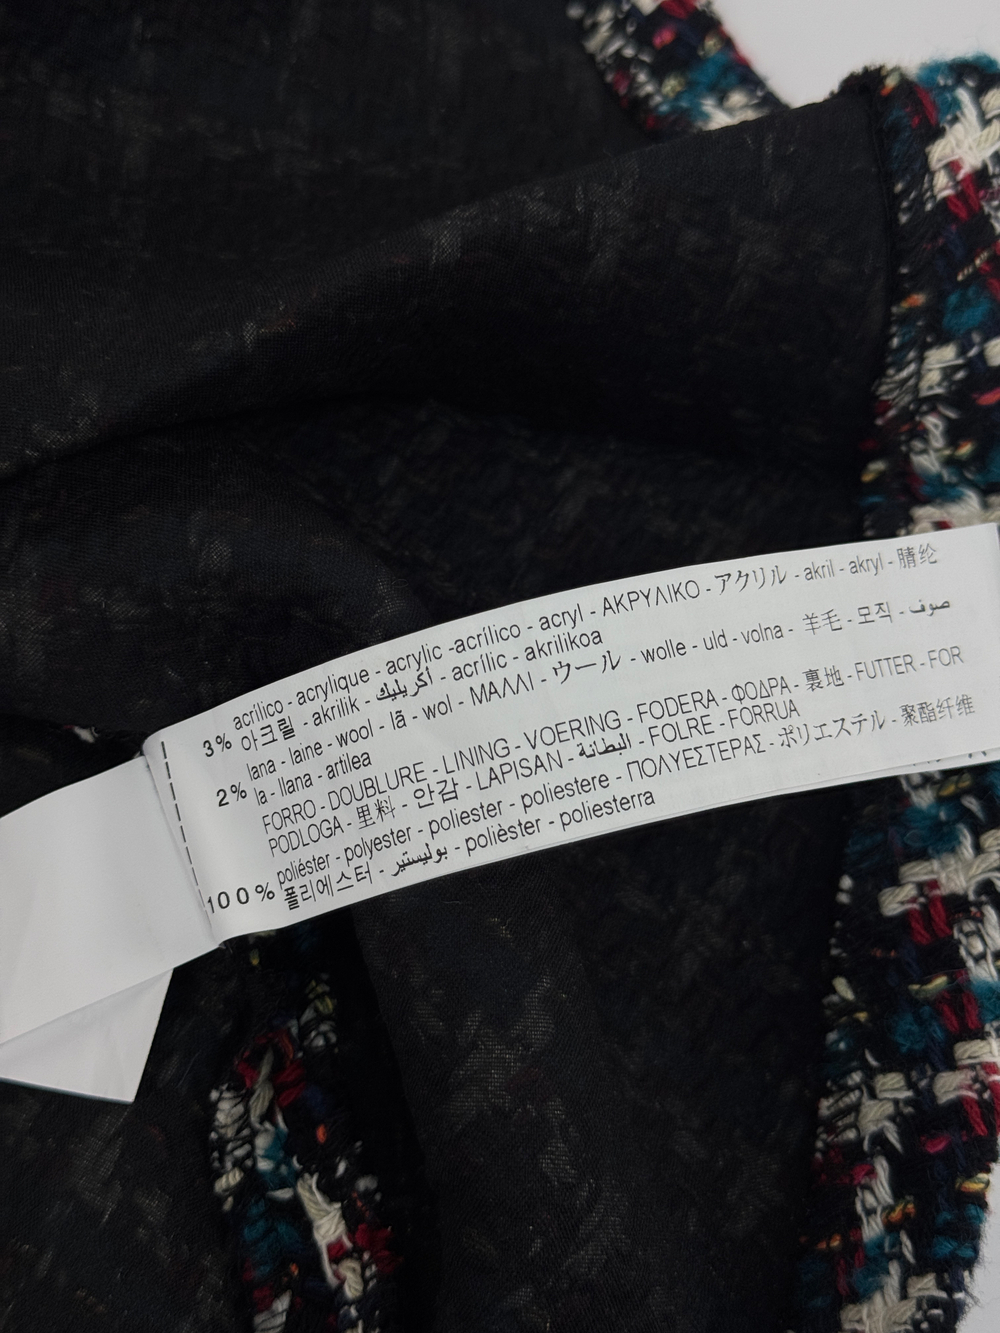 3% acrílico - acrylique - acrylic -acrílico - acryl - ΑΚΡΥΛΙΚΟ - アクリル - akril - akryl - 腈纶
아크릴 - akrilik - أكريليك - acrílic - akrilikoa
2% lana - laine - wool - lã - wol - ΜΑΛΛΙ - ウール - wolle - uld - volna - 羊毛 - 모직 - صوف
la - llana - artilea
FORRO - DOUBLURE - LINING - VOERING - FODERA - ΦΟΔΡΑ - 裏地 - FUTTER - FOR
PODLOGA - 里料 - 안감 - LAPISAN - البطانة - FOLRE - FORRUA
100% poliéster - polyester - poliester - poliestere - ΠΟΛΥΕΣΤΕΡΑΣ - ポリエステル - 聚酯纤维
폴리에스터 - بوليستير - polièster - poliesterra